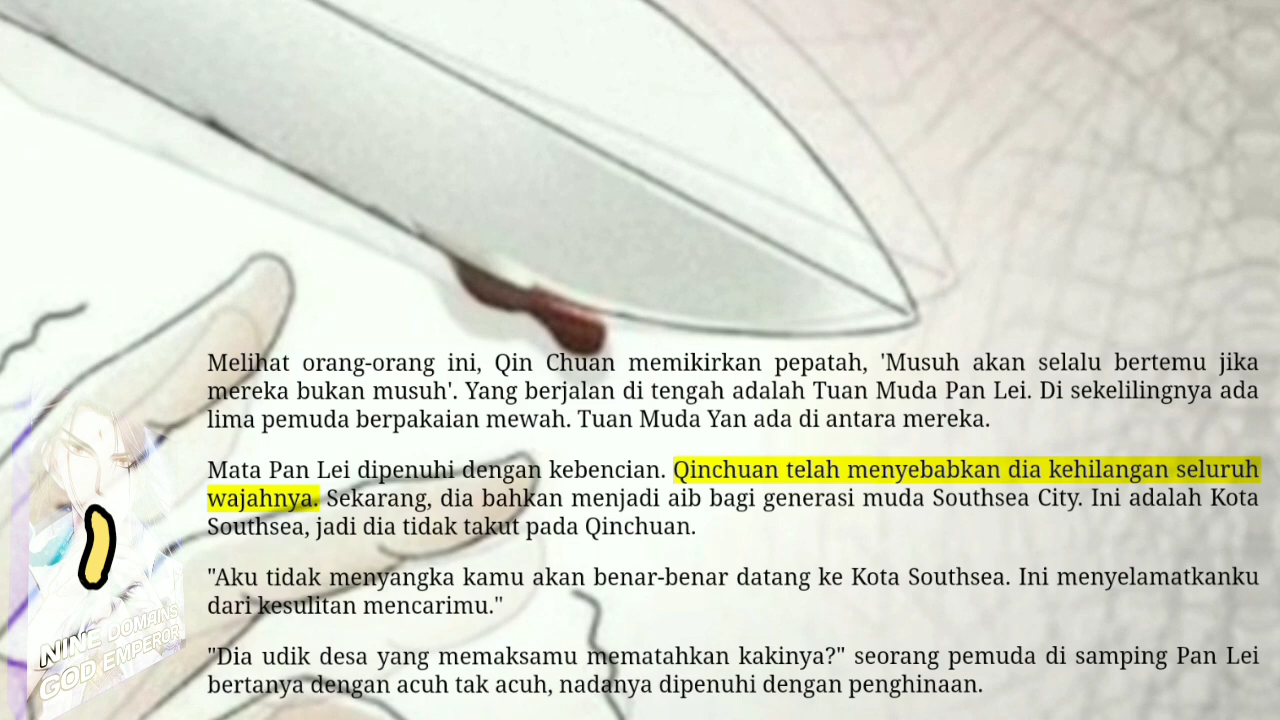 Melihat orang-orang ini, Qin Chuan memikirkan pepatah, 'Musuh akan selalu bertemu jika
mereka bukan musuh'. Yang berjalan di tengah adalah Tuan Muda Pan Lei. Di sekelilingnya ada
lima pemuda berpakaian mewah. Tuan Muda Yan ada di antara mereka.
Mata Pan Lei dipenuhi dengan kebencian. Qinchuan telah menyebabkan dia kehilangan seluruh
wajahnya. Sekarang, dia bahkan menjadi aib bagi generasi muda Southsea City. Ini adalah Kota
Southsea, jadi dia tidak takut pada Qinchuan.
"Aku tidak menyangka kamu akan benar-benar datang ke Kota Southsea. Ini menyelamatkanku
dari kesulitan mencarimu."
"Dia udik desa yang memaksamu mematahkan kakinya?" seorang pemuda di samping Pan Lei
bertanya dengan acuh tak acuh, nadanya dipenuhi dengan penghinaan.
NINE DOMAINS
GOD EMPEROR